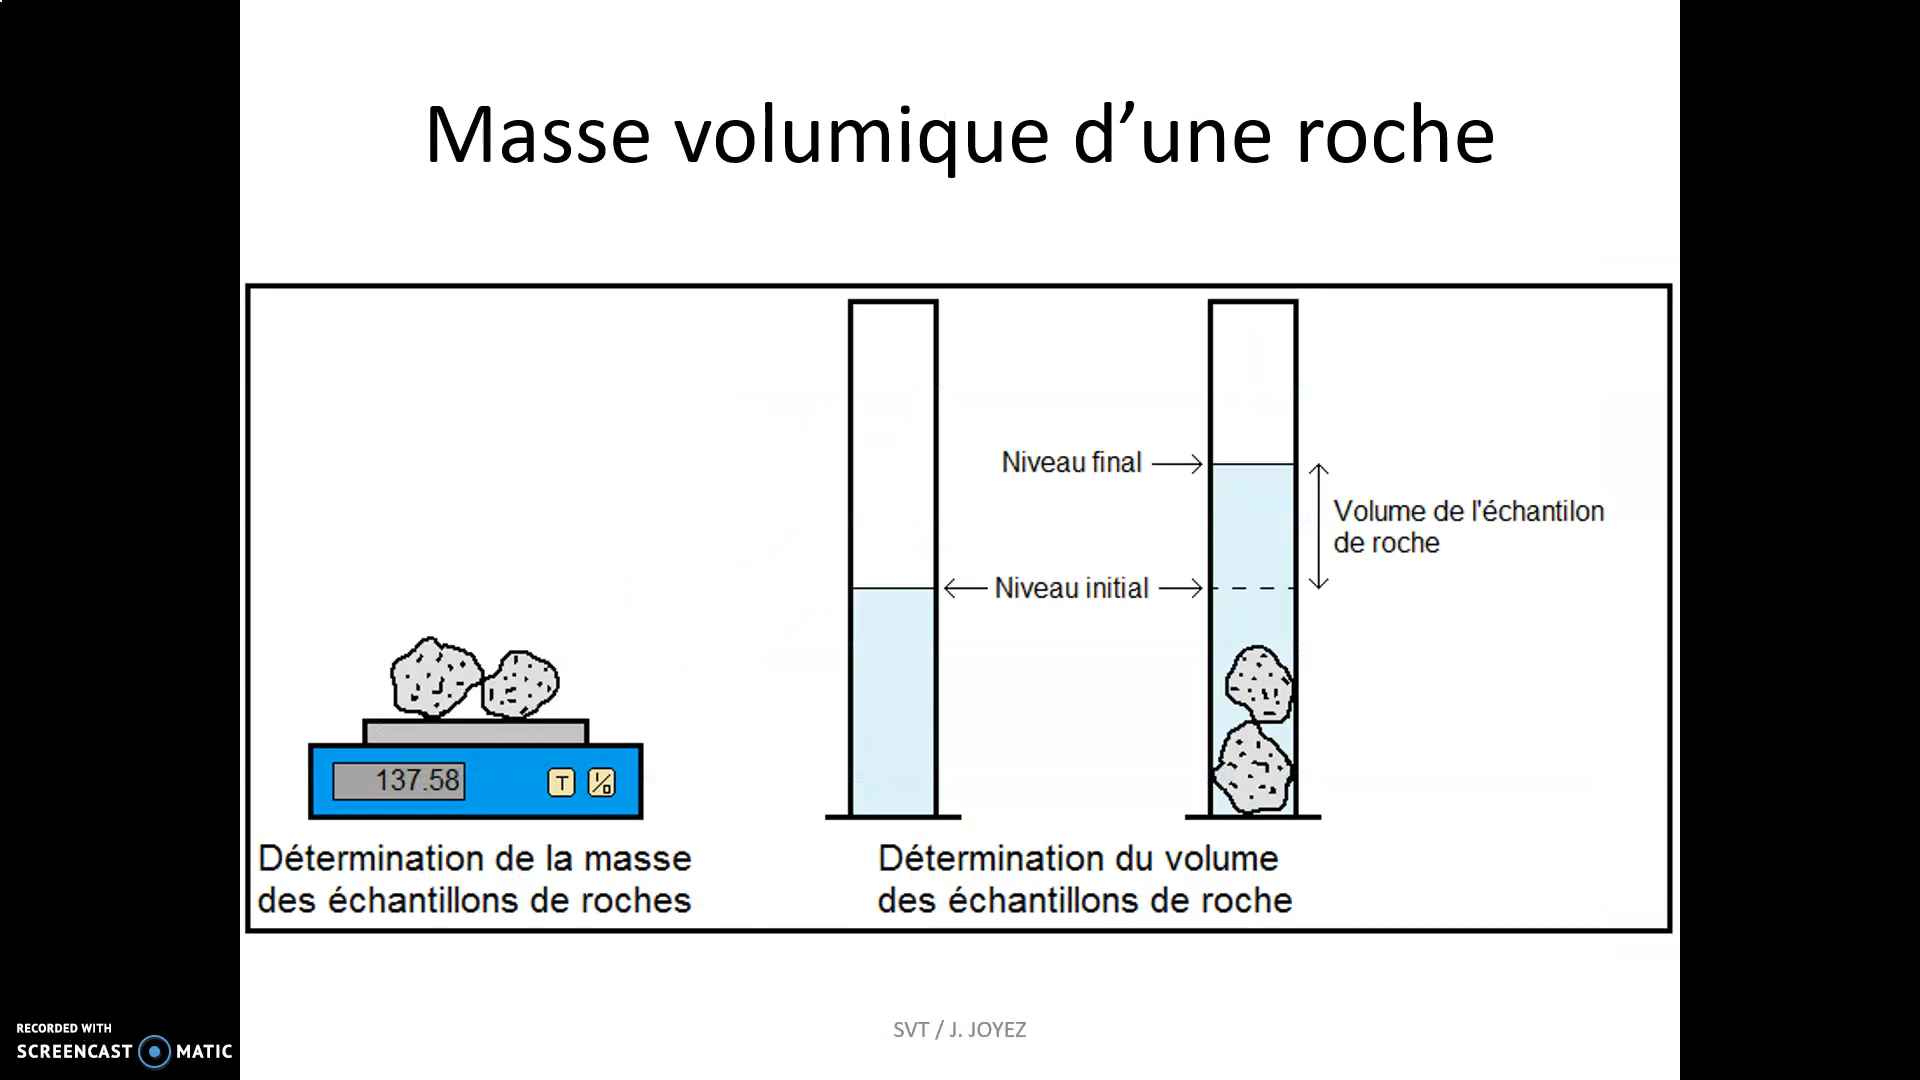 Masse volumique d’une roche
Niveau final
Volume de l'échantilon
de roche
Niveau initial
137.58
T
I/O
Détermination de la masse
des échantillons de roches
Détermination du volume
des échantillons de roche
SVT / J. JOYEZ
RECORDED WITH
SCREENCAST MATIC